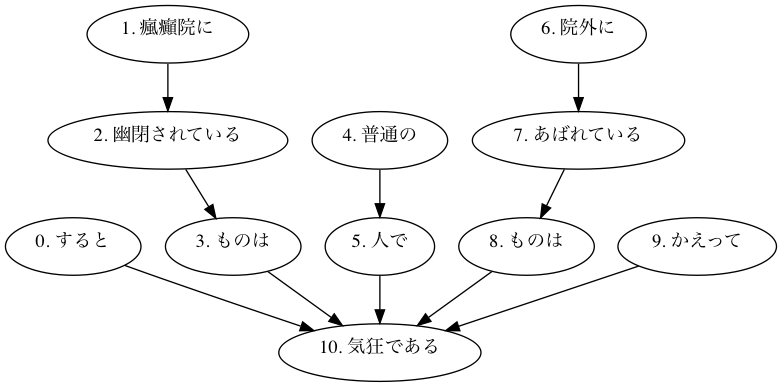 1. 瘋癲院に
6. 院外に
2. 幽閉されている
4. 普通の
7. あばれている
0. すると
3. ものは
5. 人で
8. ものは
9. かえって
10. 気狂である